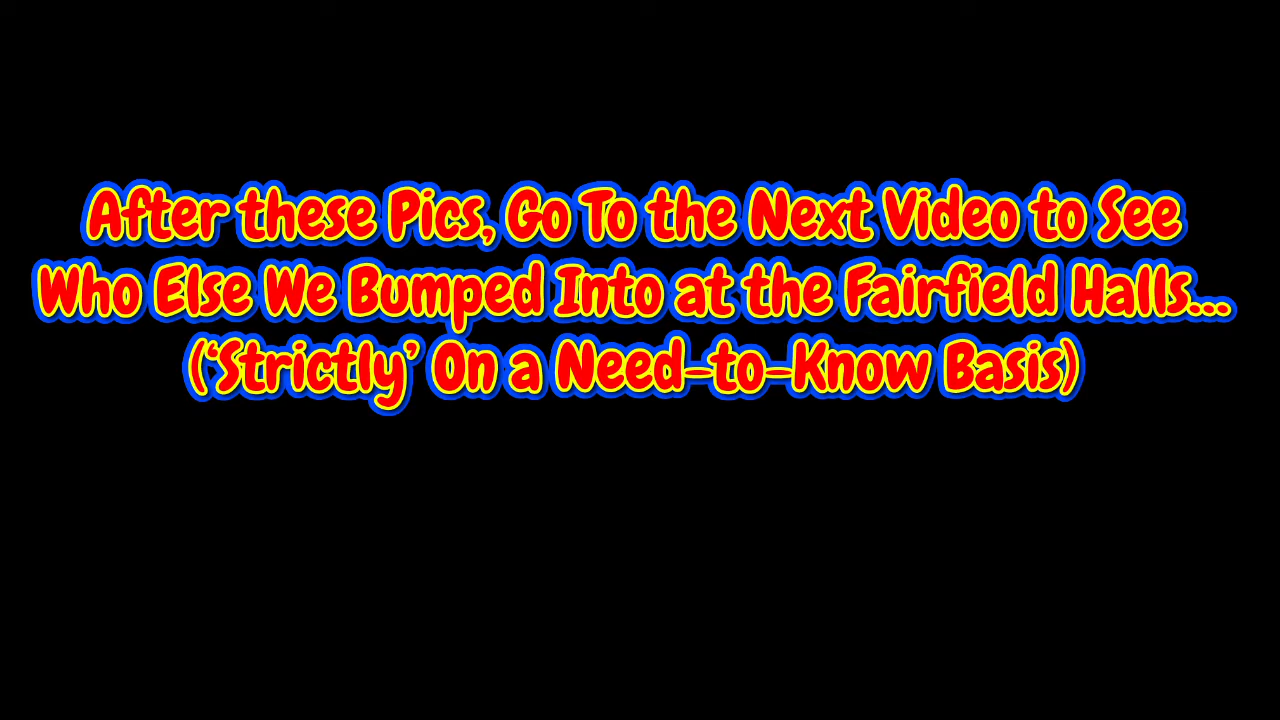 After these Pics, Go To the Next Video to See
Who Else We Bumped Into at the Fairfield Halls...
(‘Strictly’ On a Need-to-Know Basis)